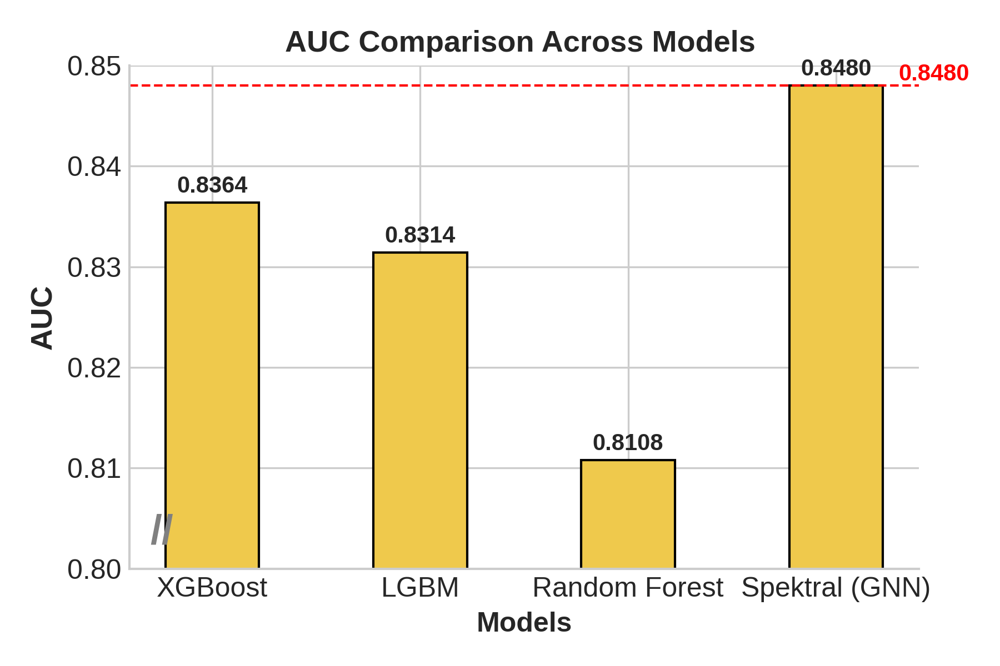 AUC Comparison Across Models
0.85
0.84
0.83
0.82
0.81
0.80
AUC
0.8364
0.8314
0.8108
0.8480
0.8480
//
XGBoost
LGBM
Random Forest
Spektral (GNN)
Models